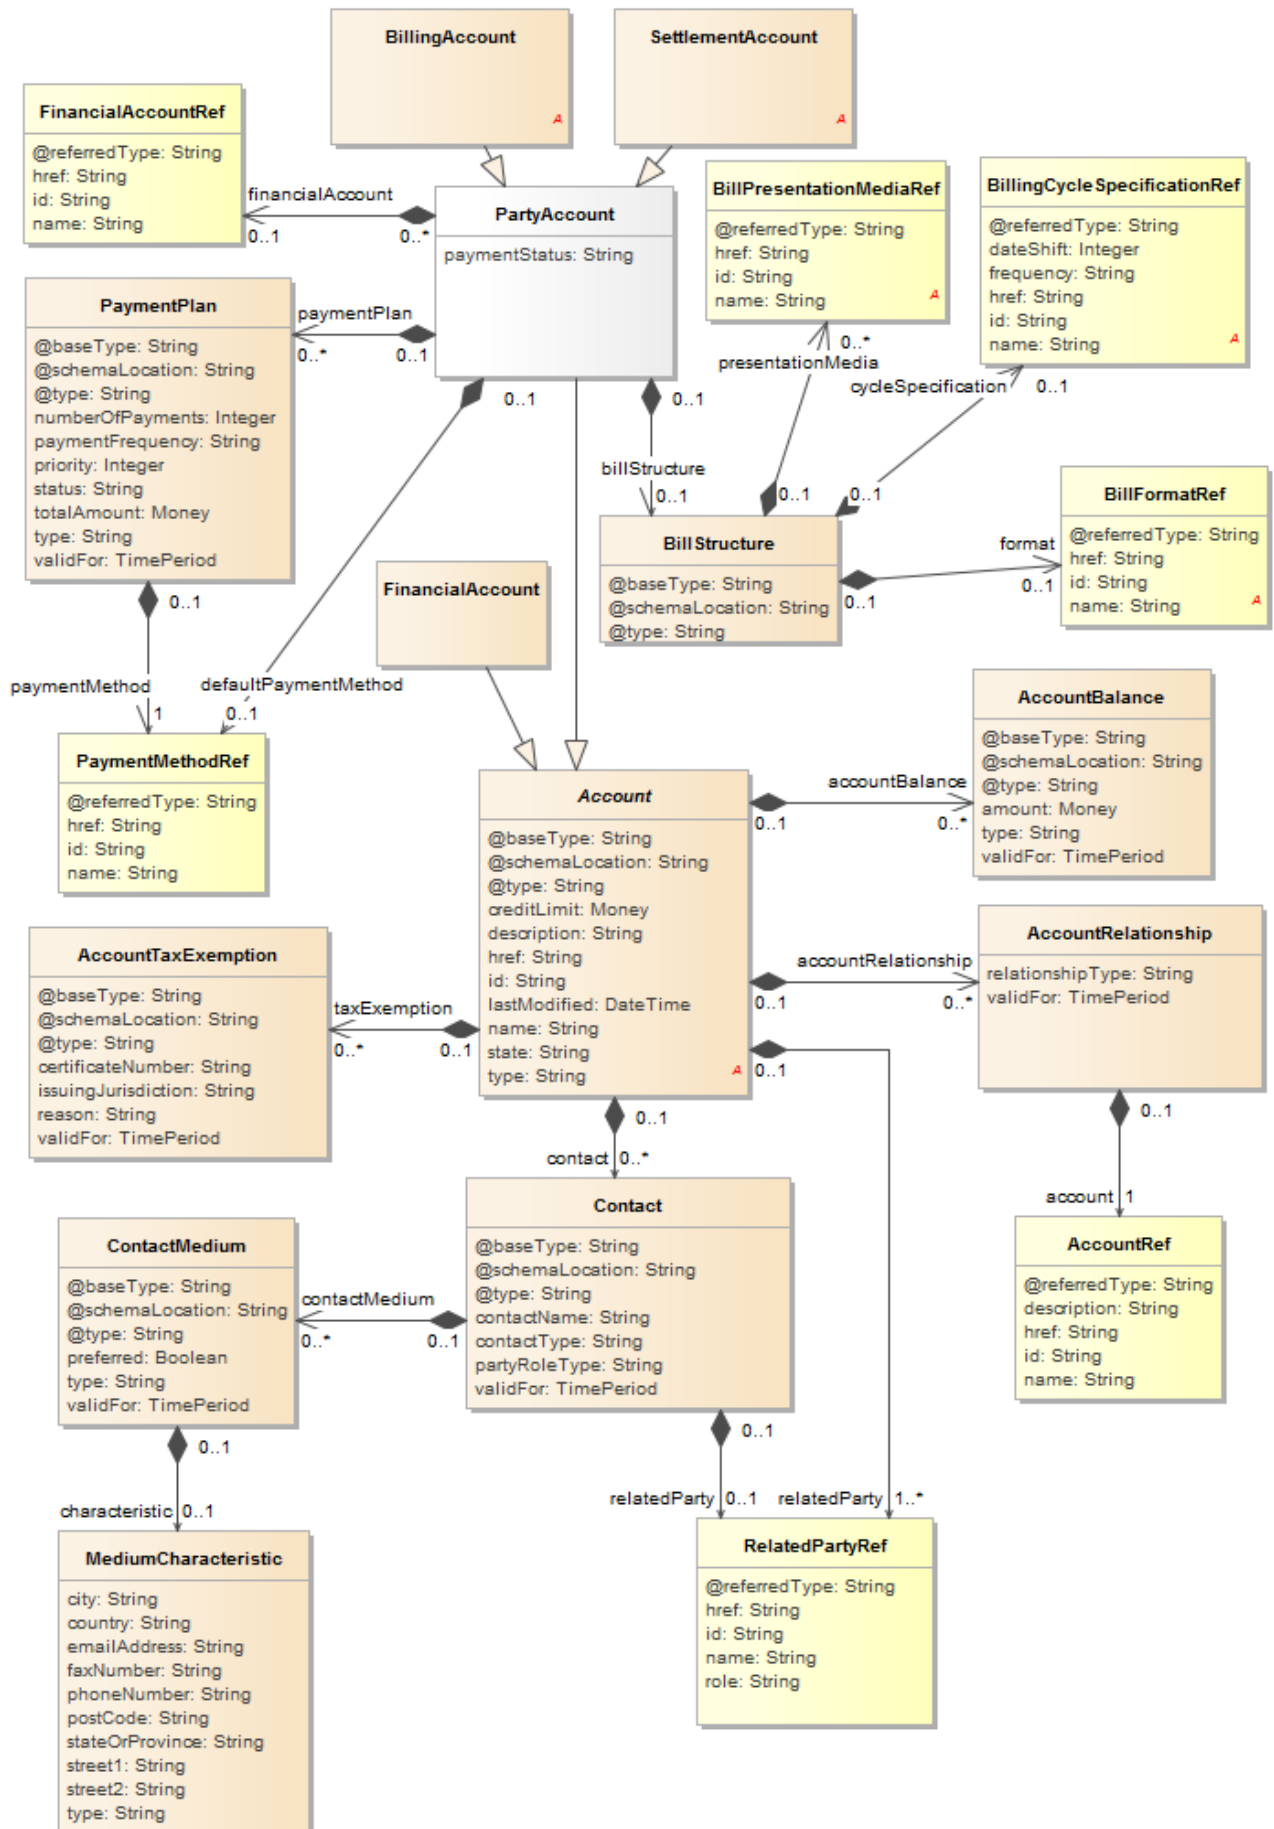 BillingAccount
A
SettlementAccount
A
FinancialAccountRef
@referredType: String
href: String
id: String
name: String
financialAccount
0..1
0..*
PartyAccount
paymentStatus: String
BillPresentationMediaRef
@referredType: String
href: String
id: String
name: String
A
BillingCycleSpecificationRef
@referredType: String
dateShift: Integer
frequency: String
href: String
id: String
name: String
A
PaymentPlan
@baseType: String
@schemaLocation: String
@type: String
numberOfPayments: Integer
paymentFrequency: String
priority: Integer
status: String
totalAmount: Money
type: String
validFor: TimePeriod
paymentPlan
0..*
0..1
0..1
0..1
0..*
presentationMedia
cycleSpecification
0..1
billStructure
0..1
0..1
0..1
BillStructure
@baseType: String
@schemaLocation: String
@type: String
format
0..1
0..1
BillFormatRef
@referredType: String
href: String
id: String
name: String
A
FinancialAccount
0..1
paymentMethod
1
defaultPaymentMethod
0..1
PaymentMethodRef
@referredType: String
href: String
id: String
name: String
Account
@baseType: String
@schemaLocation: String
@type: String
creditLimit: Money
description: String
href: String
id: String
lastModified: DateTime
name: String
state: String
type: String
A
accountBalance
0..1
0..*
AccountBalance
@baseType: String
@schemaLocation: String
@type: String
amount: Money
type: String
validFor: TimePeriod
accountRelationship
0..1
0..*
AccountRelationship
relationshipType: String
validFor: TimePeriod
0..1
AccountTaxExemption
@baseType: String
@schemaLocation: String
@type: String
certificateNumber: String
issuingJurisdiction: String
reason: String
validFor: TimePeriod
taxExemption
0..*
0..1
0..1
contact
0..*
0..1
account
1
AccountRef
@referredType: String
description: String
href: String
id: String
name: String
Contact
@baseType: String
@schemaLocation: String
@type: String
contactName: String
contactType: String
partyRoleType: String
validFor: TimePeriod
contactMedium
0..*
0..1
ContactMedium
@baseType: String
@schemaLocation: String
@type: String
preferred: Boolean
type: String
validFor: TimePeriod
0..1
0..1
relatedParty
0..1
relatedParty
1..*
characteristic
0..1
MediumCharacteristic
city: String
country: String
emailAddress: String
faxNumber: String
phoneNumber: String
postCode: String
stateOrProvince: String
street1: String
street2: String
type: String
RelatedPartyRef
@referredType: String
href: String
id: String
name: String
role: String